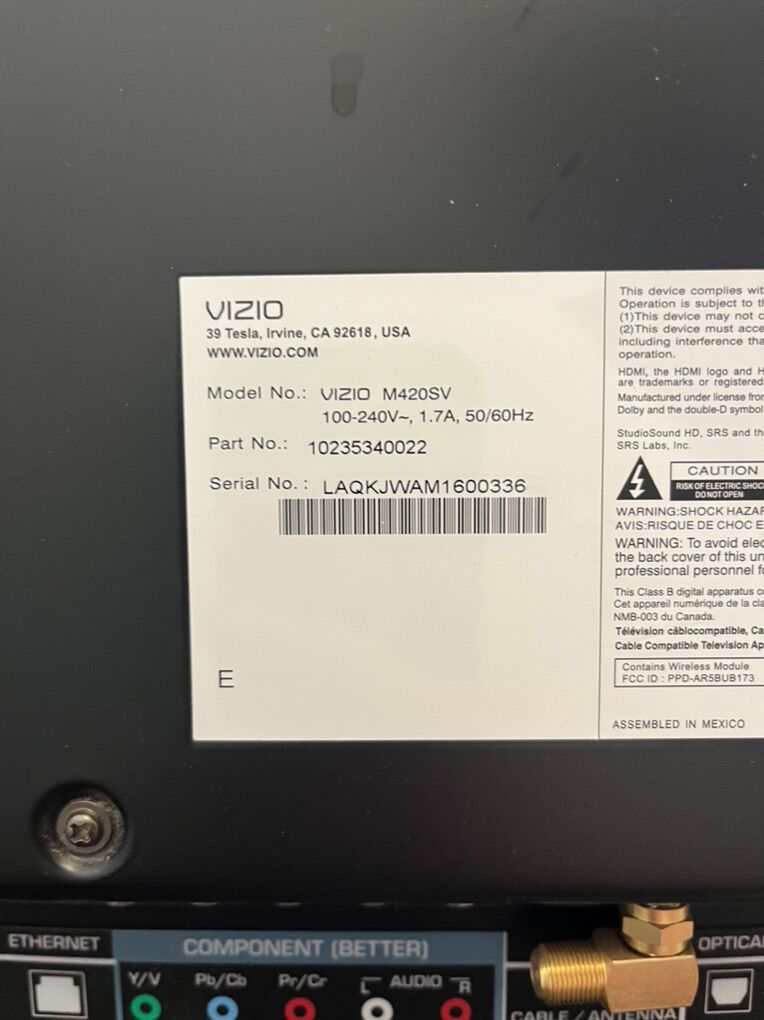 VIZIO
39 Tesla, Irvine, CA 92618, USA
WWW.VIZIO.COM
Model No.: VIZIO M420SV
100-240V~, 1.7A, 50/60Hz
Part No.: 10235340022
Serial No.: LAQKJWAM1600336
E
This device complies wit
Operation is subject to t
(1)This device may not c
(2)This device must acce
including interference tha
operation.
HDMI, the HDMI logo and H
are trademarks or registered
Manufactured under license fro
Dolby and the double-D symbol
StudioSound HD, SRS and th
SRS Labs, Inc.
CAUTION
RISK OF ELECTRIC SHOC
DO NOT OPEN
WARNING:SHOCK HAZAR
AVIS:RISQUE DE CHOC E
WARNING: To avoid elec
the back cover of this un
professional personnel fo
This Class B digital apparatus co
Cet appareil numérique de la cla
NMB-003 du Canada.
Télévision câblocompatible, Ca
Cable Compatible Television Ap
Contains Wireless Module
FCC ID : PPD-AR5BUB173
ASSEMBLED IN MEXICO
ETHERNET
COMPONENT (BETTER)
OPTICA
Y/V Pb/Cb Pr/Cr L AUDIO R
CABLE / ANTENNA